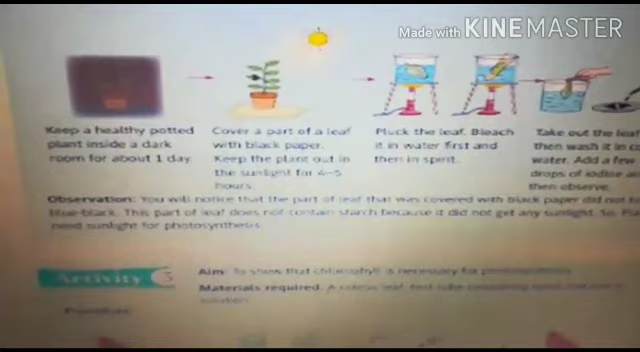 Made with KINEMASTER
Keep a healthy potted
plant inside a dark
room for about 1 day.
Cover a part of a leaf
with black paper.
Keep the plant out in
the sunlight for 4–5
hours.
Pluck the leaf. Bleach
it in water first and
then in spirit.
Take out the leaf
then wash it in
water. Add a few
drops of iodine
then observe.
Observation: You will notice that the part of leaf that was covered with black paper did not
blue-black. This part of leaf does not contain starch because it did not get any sunlight. So,
need sunlight for photosynthesis.
Activity 3
Aim: To show that chlorophyll is necessary for photosynthesis
Materials required: A
solution
Procedure: